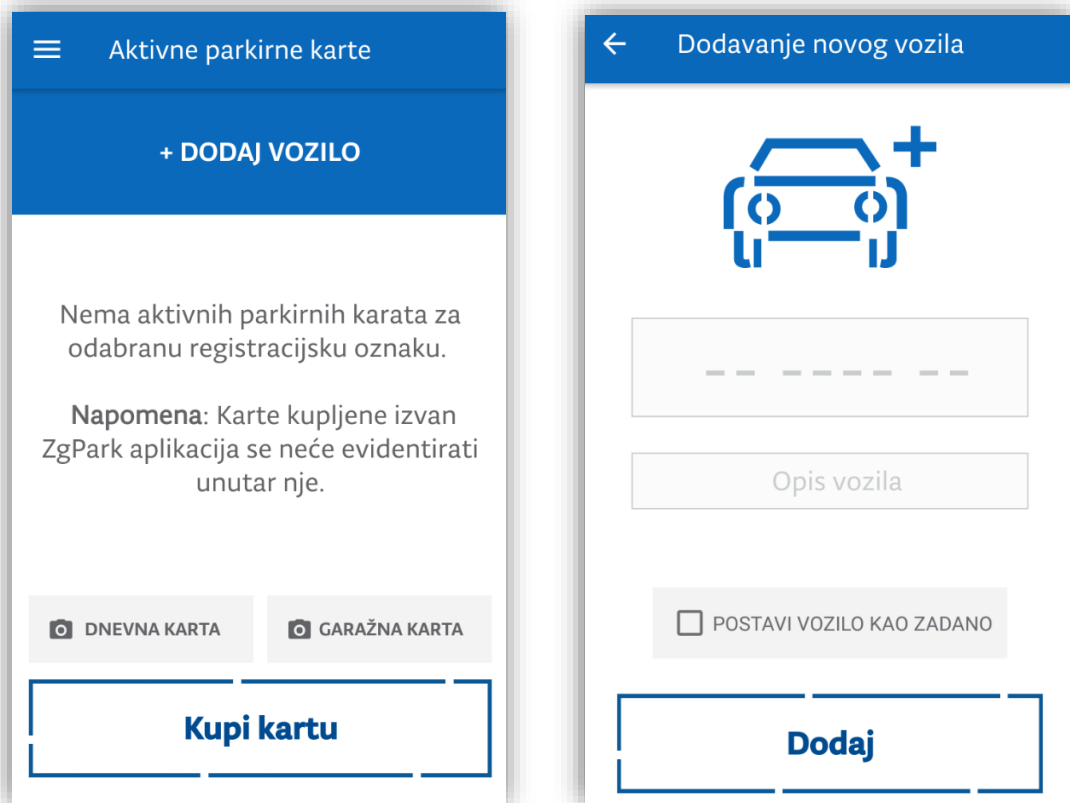 Aktivne parkirne karte
+ DODAJ VOZILO
Nema aktivnih parkirnih karata za
odabranu registracijsku oznaku.
Napomena: Karte kupljene izvan
ZgPark aplikacija se neće evidentirati
unutar nje.
DNEVNA KARTA
GARAŽNA KARTA
Kupi kartu
Dodavanje novog vozila
-- ---- --
Opis vozila
POSTAVI VOZILO KAO ZADANO
Dodaj